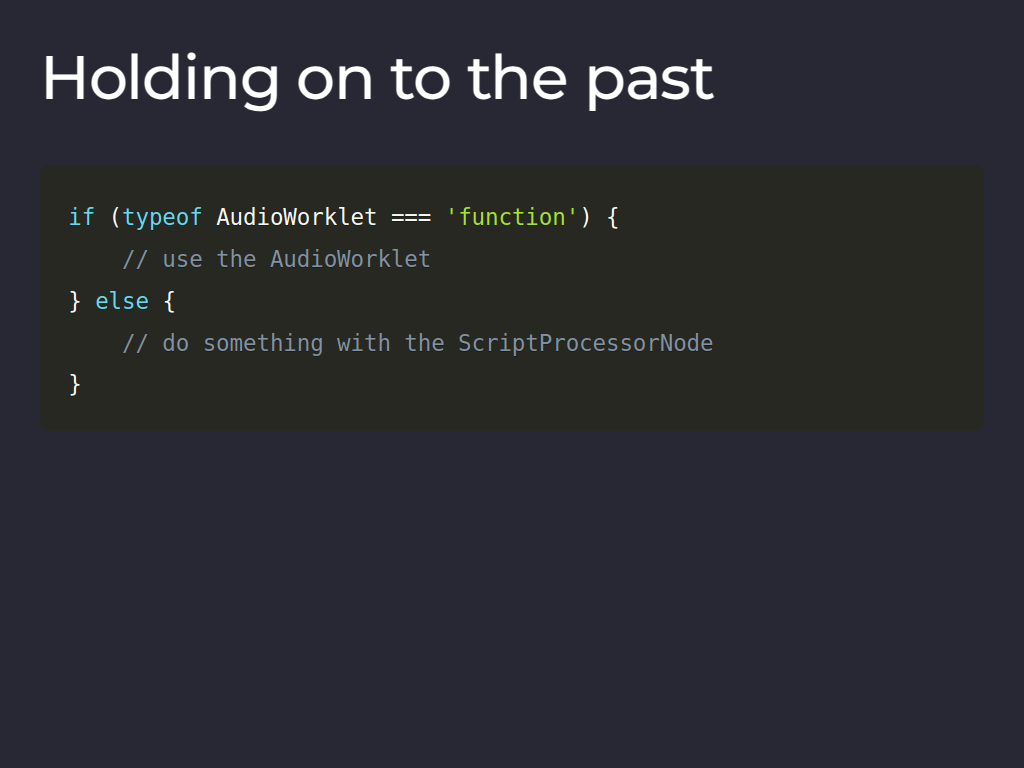 Holding on to the past
if (typeof AudioWorklet === 'function') {
    // use the AudioWorklet
} else {
    // do something with the ScriptProcessorNode
}